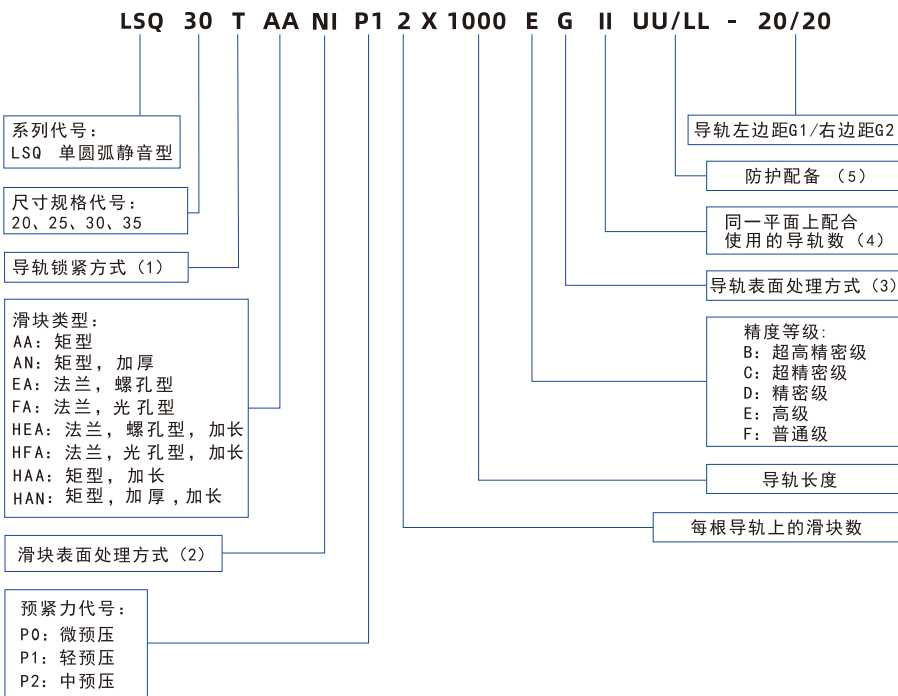 LSQ 30 T AA NI P1 2 X 1000 E G II UU/LL - 20/20
系列代号：
LSQ 单圆弧静音型
尺寸规格代号：
20、25、30、35
导轨锁紧方式（1）
滑块类型：
AA：矩型
AN：矩型，加厚
EA：法兰，螺孔型
FA：法兰，光孔型
HEA：法兰，螺孔型，加长
HFA：法兰，光孔型，加长
HAA：矩型，加长
HAN：矩型，加厚,加长
滑块表面处理方式（2）
预紧力代号：
P0：微预压
P1：轻预压
P2：中预压
导轨左边距G1/右边距G2
防护配备（5）
同一平面上配合
使用的导轨数（4）
导轨表面处理方式（3）
精度等级:
B：超高精密级
C：超精密级
D：精密级
E：高级
F：普通级
导轨长度
每根导轨上的滑块数